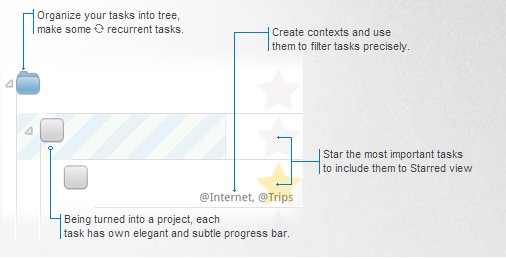 Organize your tasks into tree,
make some recurrent tasks.
Create contexts and use
them to filter tasks precisely.
Star the most important tasks
to include them to Starred view
@Internet, @Trips
Being turned into a project, each
task has own elegant and subtle progress bar.